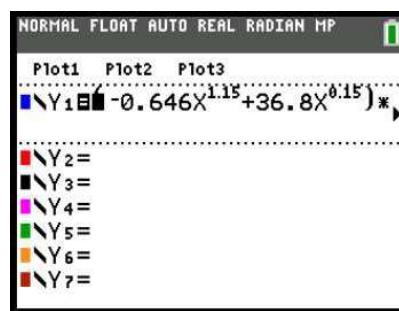 NORMAL FLOAT AUTO REAL RADIAN MP
Plot1 Plot2 Plot3
\Y₁=(-0.646X^1.15+36.8X^0.15)*
\Y₂=
\Y₃=
\Y₄=
\Y₅=
\Y₆=
\Y₇=